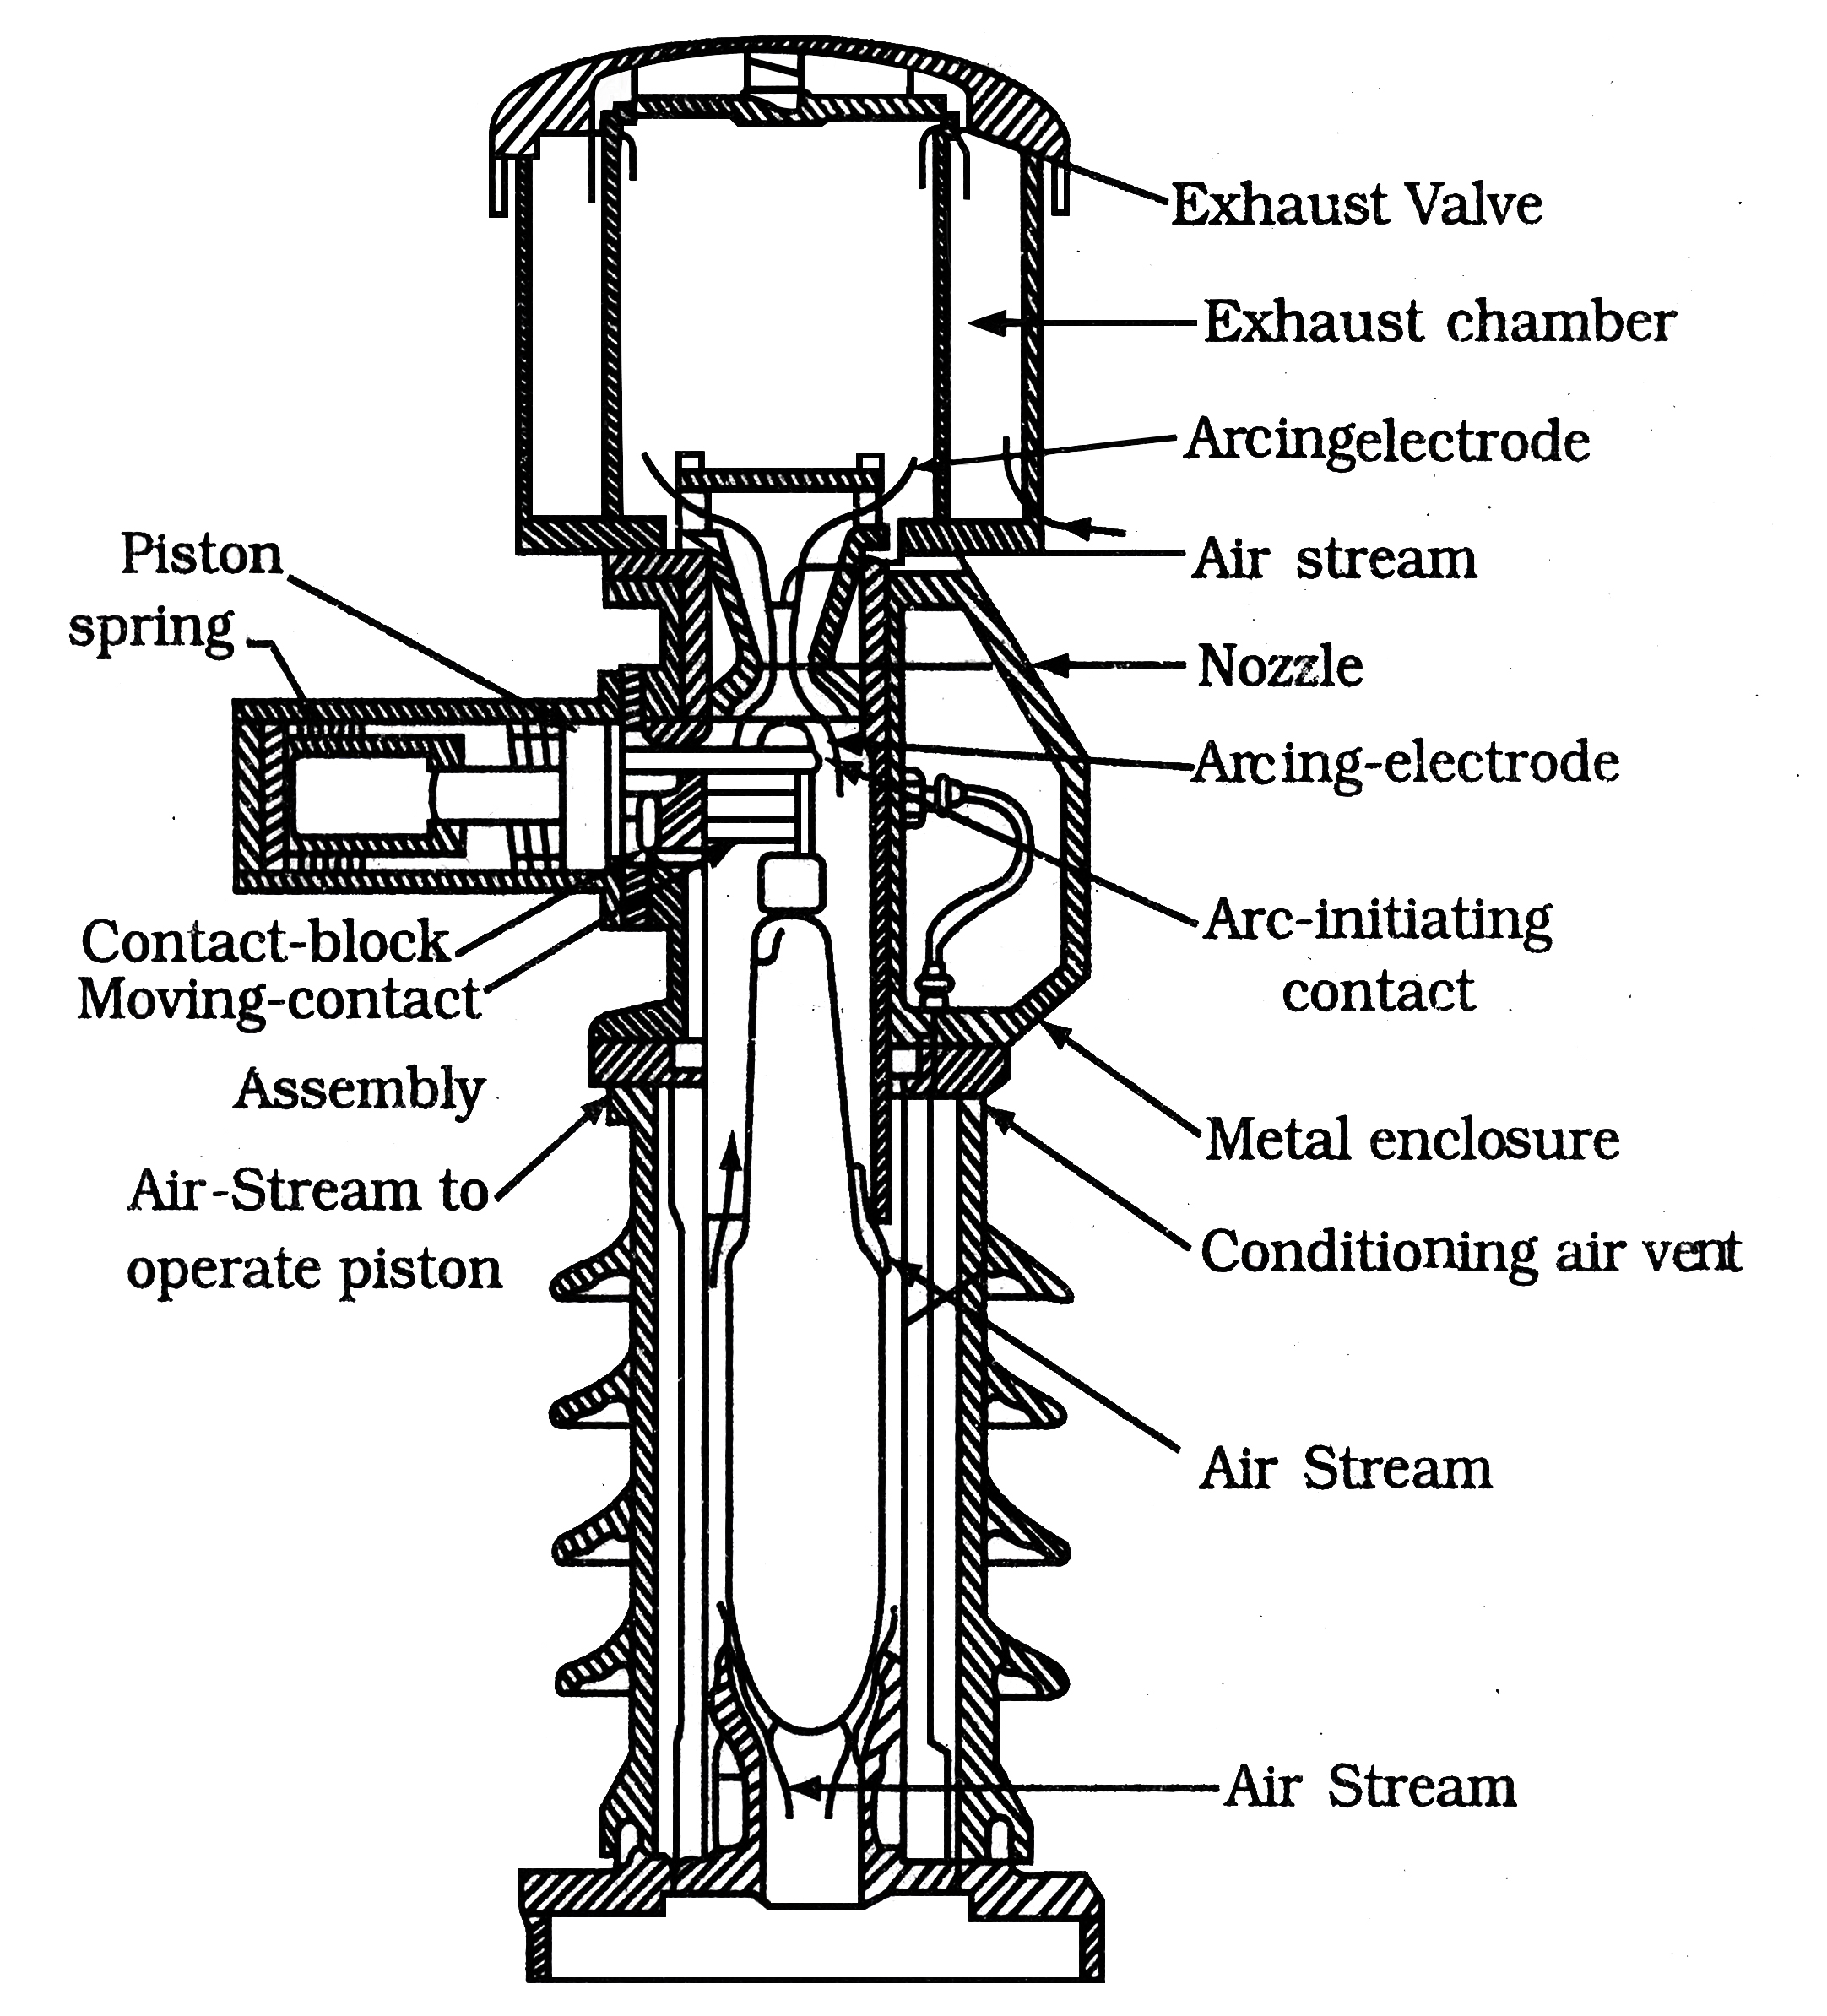 Exhaust Valve
Exhaust chamber
Arcingelectrode
Air stream
Nozzle
Arcing-electrode
Arc-initiating
contact
Metal enclosure
Conditioning air vent
Air Stream
Air Stream
Piston
spring
Contact-block
Moving-contact
Assembly
Air-Stream to
operate piston